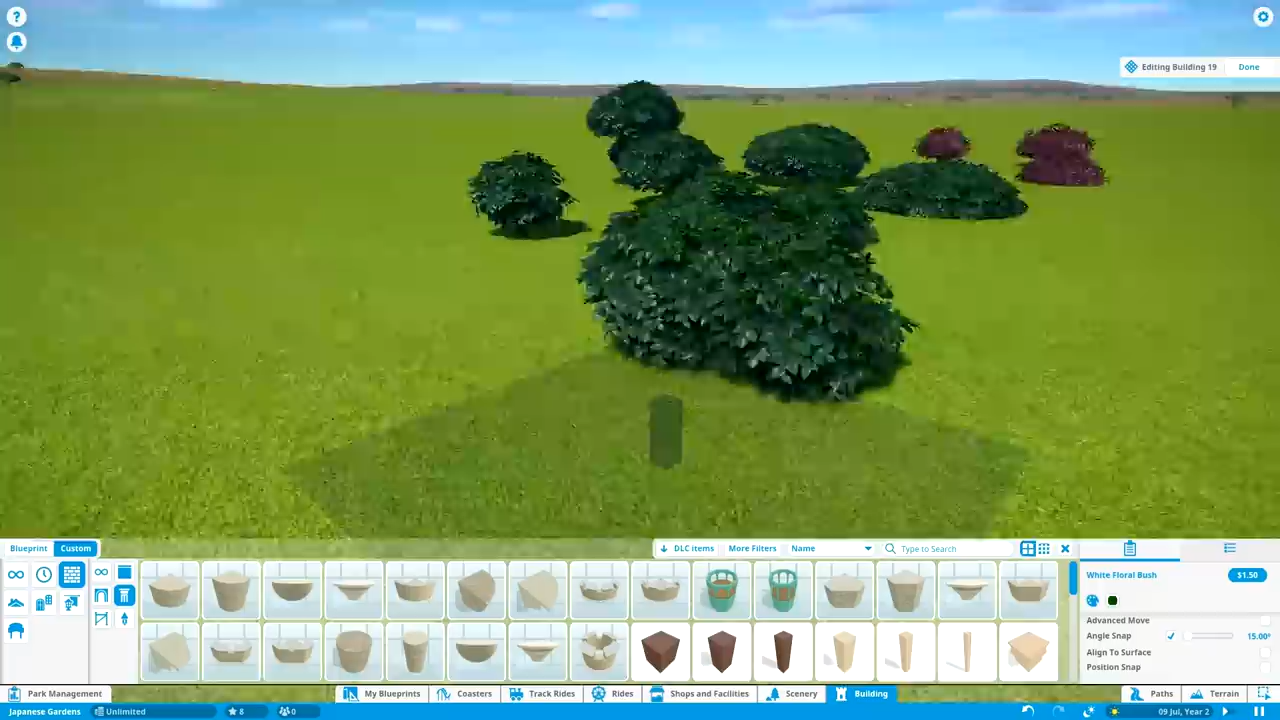 ?
Editing Building 19 Done
Blueprint Custom
DLC items More Filters Name Type to Search
White Floral Bush $1.50
Advanced Move
Angle Snap 15.00°
Align To Surface
Position Snap
Park Management My Blueprints Coasters Track Rides Rides Shops and Facilities Scenery Building Paths Terrain
Japanese Gardens Unlimited 8 0 09 Jul, Year 2